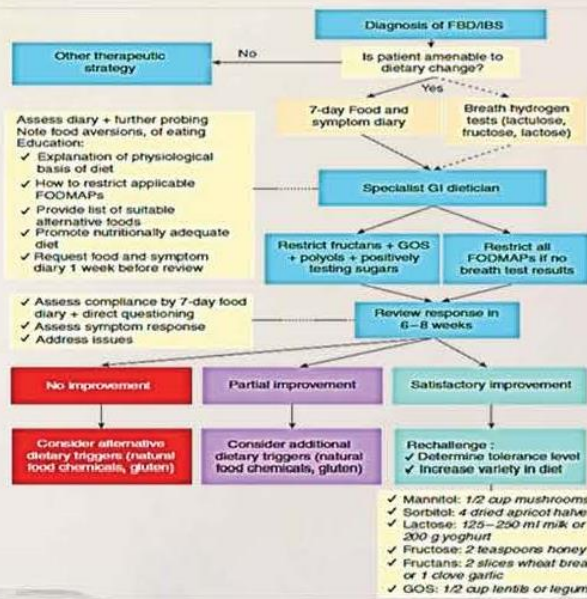 Diagnosis of FBD/IBS
No
Other therapeutic
strategy
Is patient amenable to
dietary change?
Yes
7-day Food and
symptom diary
Breath hydrogen
tests (lactulose,
fructose, lactose)
Assess diary + further probing
Note food aversions, of eating
Education:
✓ Explanation of physiological
basis of diet
✓ How to restrict applicable
FODMAPs
✓ Provide list of suitable
alternative foods
✓ Promote nutritionally adequate
diet
✓ Request food and symptom
diary 1 week before review
Specialist GI dietician
Restrict fructans + GOS
+ polyols + positively
testing sugars
Restrict all
FODMAPs if no
breath test results
✓ Assess compliance by 7-day food
diary + direct questioning
✓ Assess symptom response
✓ Address issues
Review response in
6–8 weeks
No improvement
Partial improvement
Satisfactory improvement
Consider alternative
dietary triggers (natural
food chemicals, gluten)
Consider additional
dietary triggers (natural
food chemicals, gluten)
Rechallenge :
✓ Determine tolerance level
✓ Increase variety in diet
✓ Mannitol: 1/2 cup mushrooms
✓ Sorbitol: 4 dried apricot halve
✓ Lactose: 125–250 ml milk or
200 g yoghurt
✓ Fructose: 2 teaspoons honey
✓ Fructans: 2 slices wheat brea
or 1 clove garlic
✓ GOS: 1/2 cup lentils or legum